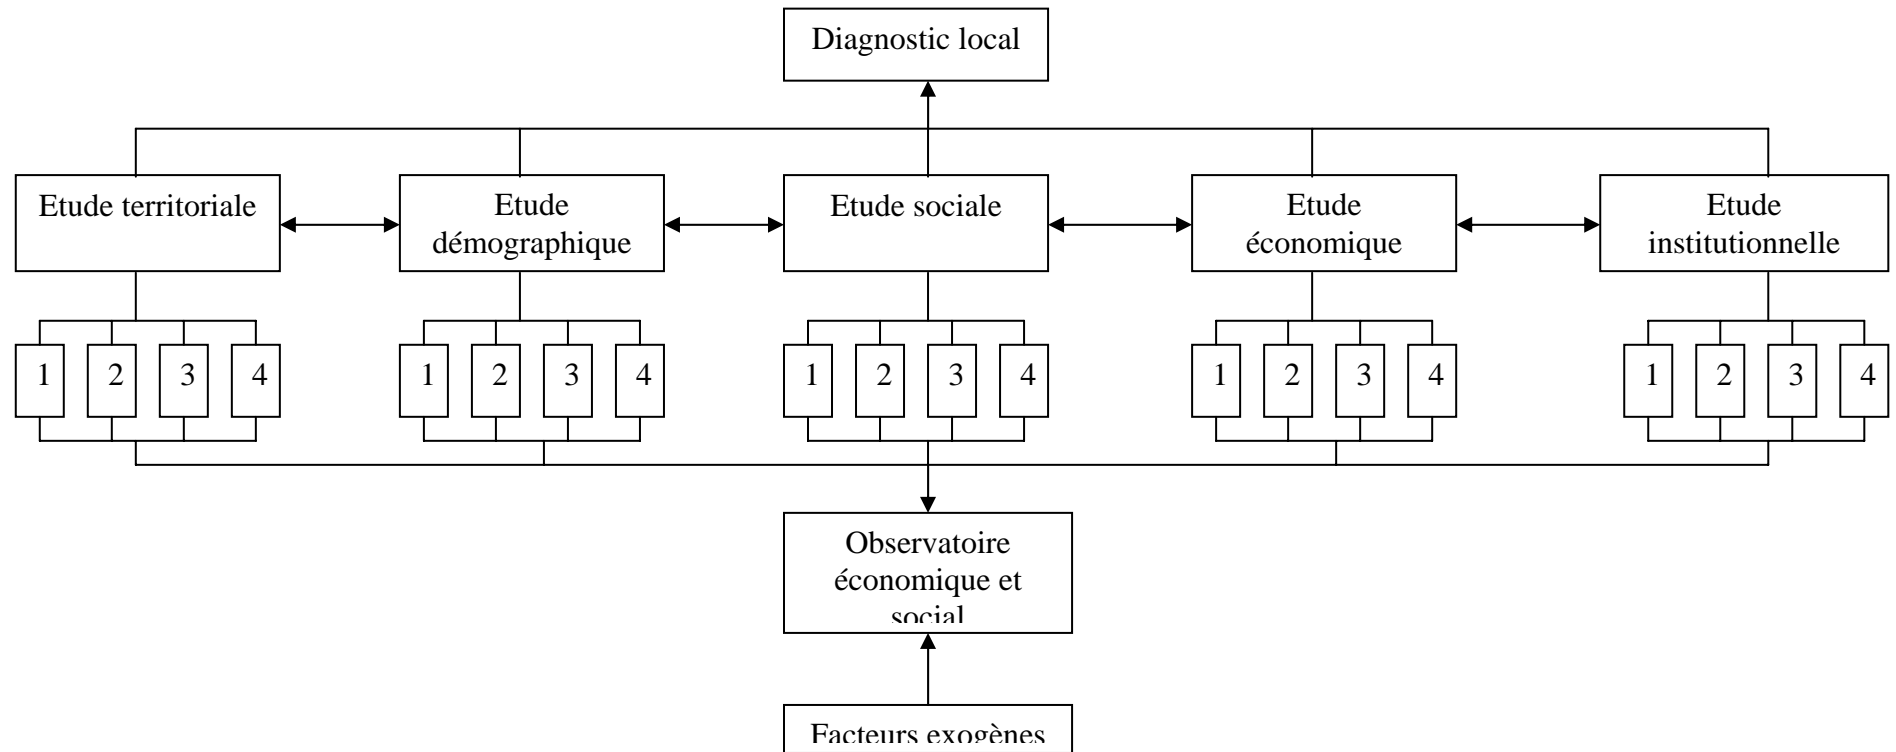 Diagnostic local
Etude territoriale
Etude
démographique
Etude sociale
Etude
économique
Etude
institutionnelle
1 2 3 4
1 2 3 4
1 2 3 4
1 2 3 4
1 2 3 4
Observatoire
économique et
social
Facteurs exogènes